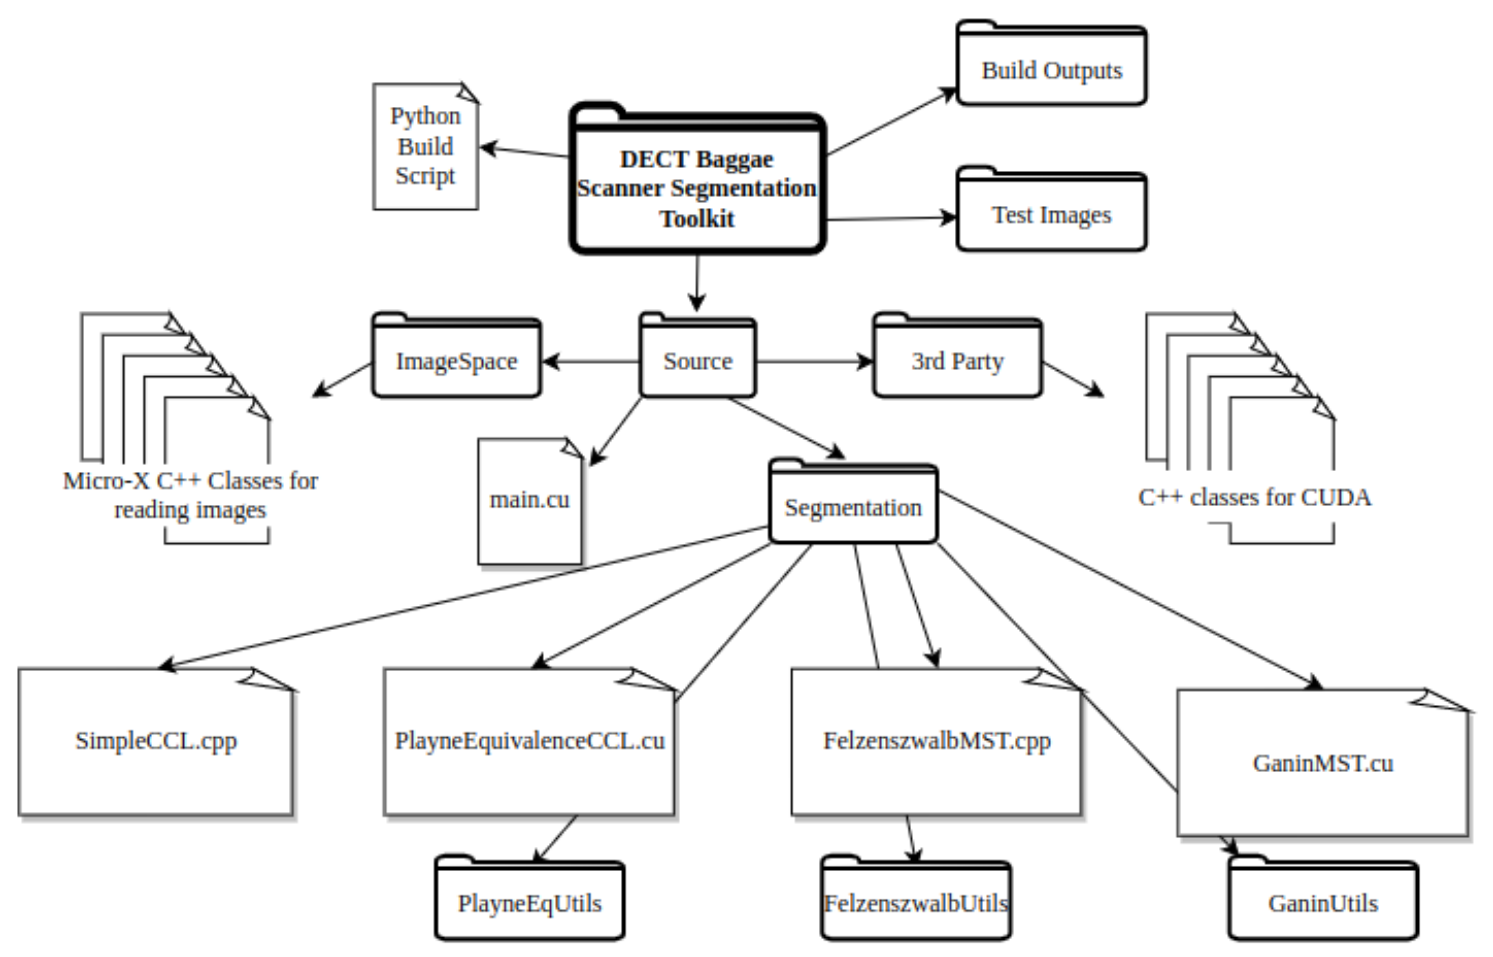 Build Outputs
Python
Build
Script
DECT Baggae
Scanner Segmentation
Toolkit
Test Images
ImageSpace
Source
3rd Party
Micro-X C++ Classes for
reading images
main.cu
Segmentation
C++ classes for CUDA
SimpleCCL.cpp
PlayneEquivalenceCCL.cu
FelzenszwalbMST.cpp
GaninMST.cu
PlayneEqUtils
FelzenszwalbUtils
GaninUtils